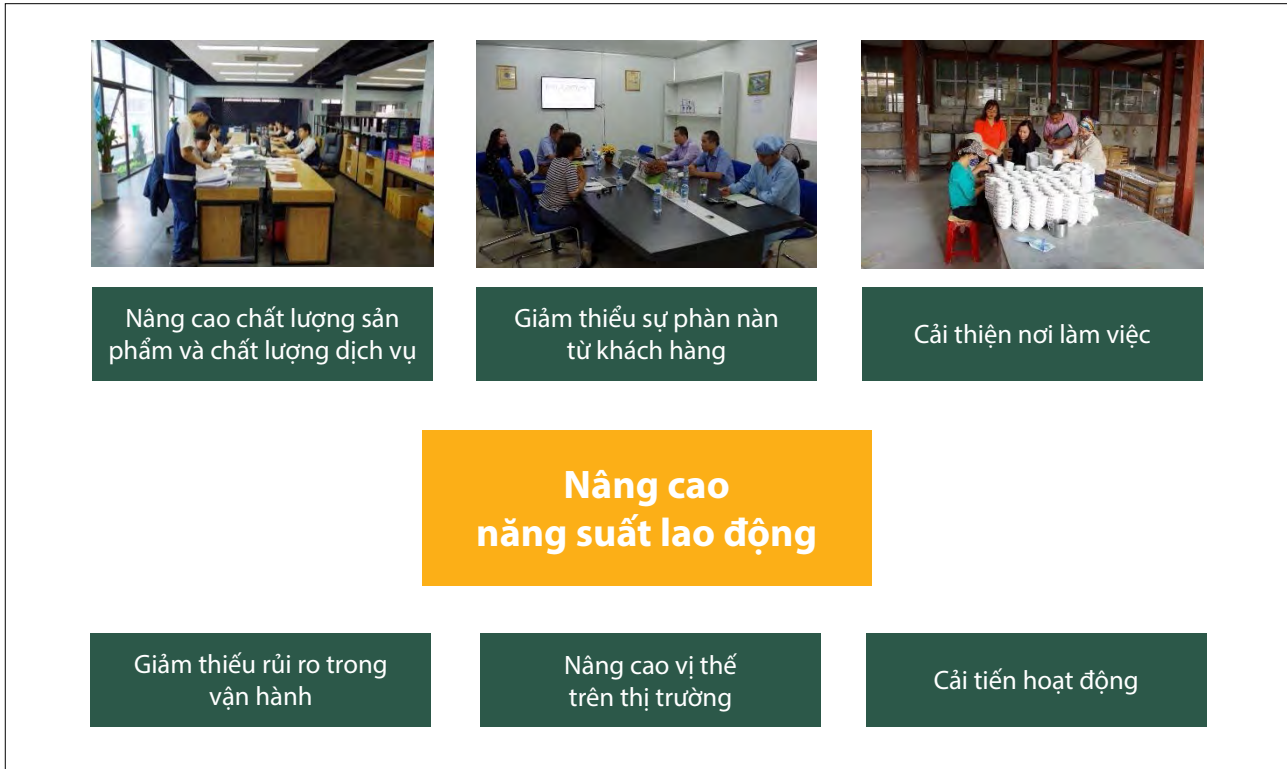 Nâng cao chất lượng sản
phẩm và chất lượng dịch vụ
Giảm thiểu sự phàn nàn
từ khách hàng
Cải thiện nơi làm việc
Nâng cao
năng suất lao động
Giảm thiếu rủi ro trong
vận hành
Nâng cao vị thế
trên thị trường
Cải tiến hoạt động